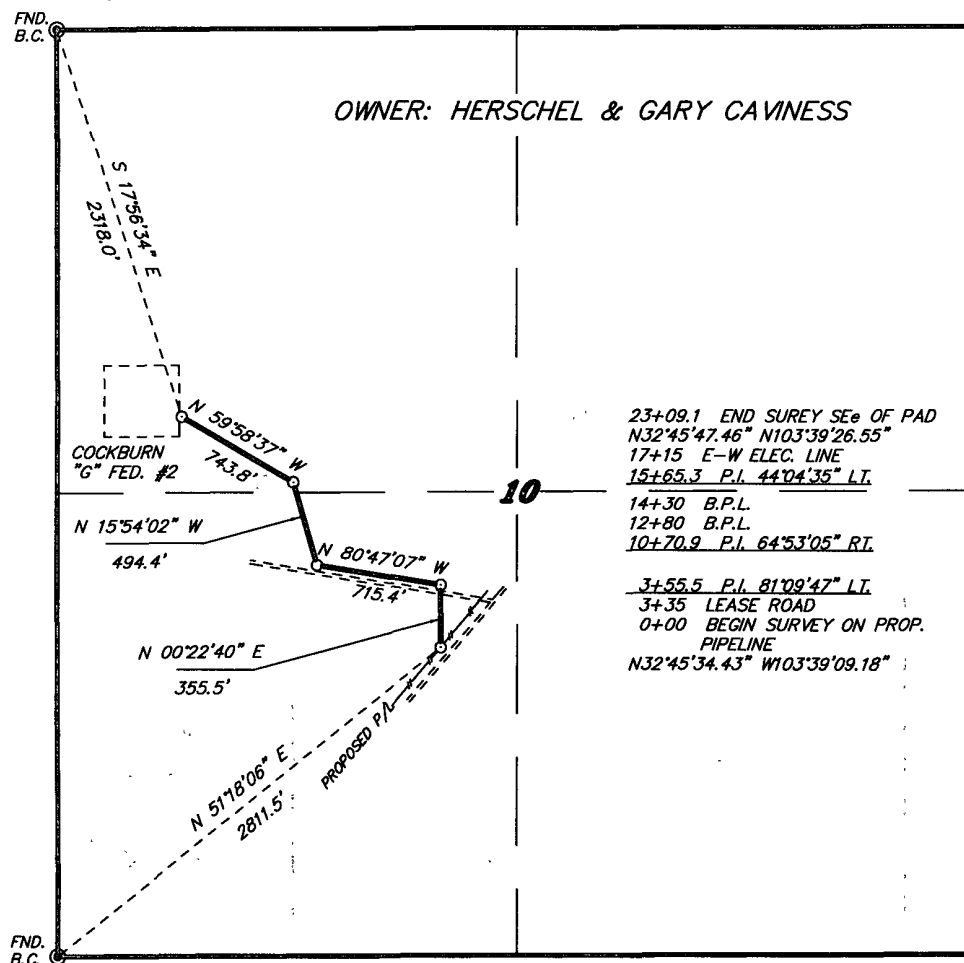 FND.
B.C.
OWNER: HERSCHEL & GARY CAVINESS
S 17°56'34" E
2318.0'
COCKBURN
"G" FED. #2
N 59°58'37" W
743.8'
10
N 15°54'02" W
494.4'
N 80°47'07" W
715.4'
N 00°22'40" E
355.5'
PROPOSED P/L
N 51°18'06" E
2811.5'
23+09.1 END SUREY SEe OF PAD
N32°45'47.46" N103°39'26.55"
17+15 E-W ELEC. LINE
15+65.3 P.I. 44°04'35" LT.
14+30 B.P.L.
12+80 B.P.L.
10+70.9 P.I. 64°53'05" RT.
3+55.5 P.I. 81°09'47" LT.
3+35 LEASE ROAD
0+00 BEGIN SURVEY ON PROP.
PIPELINE
N32°45'34.43" W103°39'09.18"
FND.
B.C.